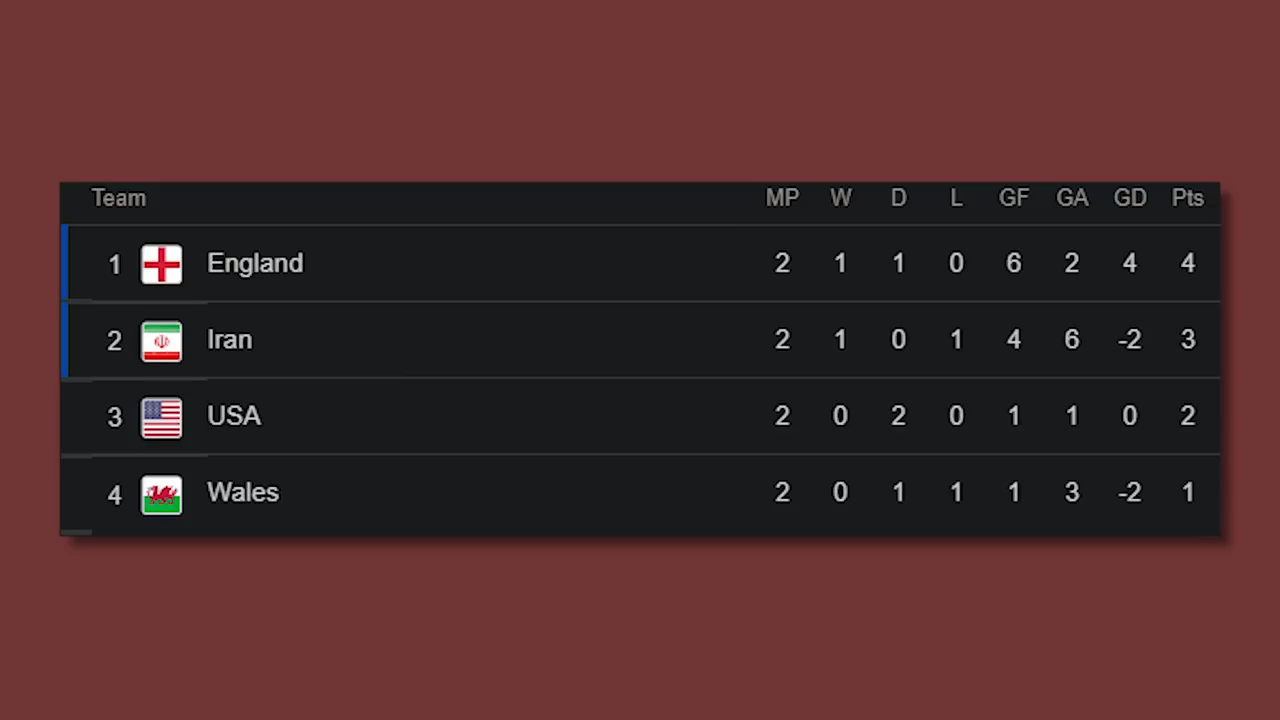 Team MP W D L GF GA GD Pts
1 England 2 1 1 0 6 2 4 4
2 Iran 2 1 0 1 4 6 -2 3
3 USA 2 0 2 0 1 1 0 2
4 Wales 2 0 1 1 1 3 -2 1